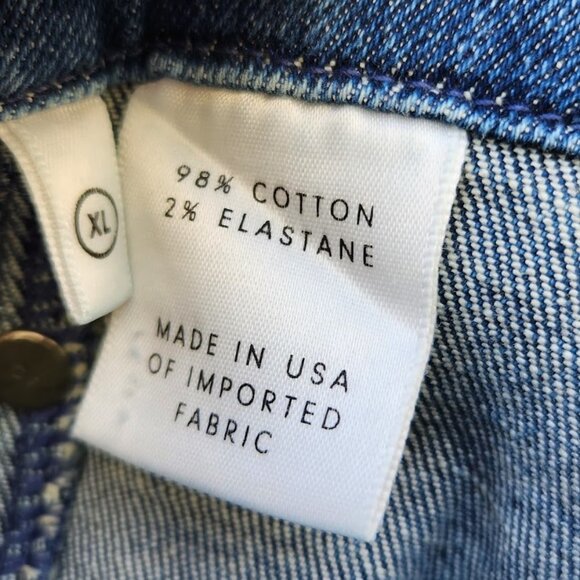 XL
98% COTTON
2% ELASTANE
MADE IN USA
OF IMPORTED
FABRIC